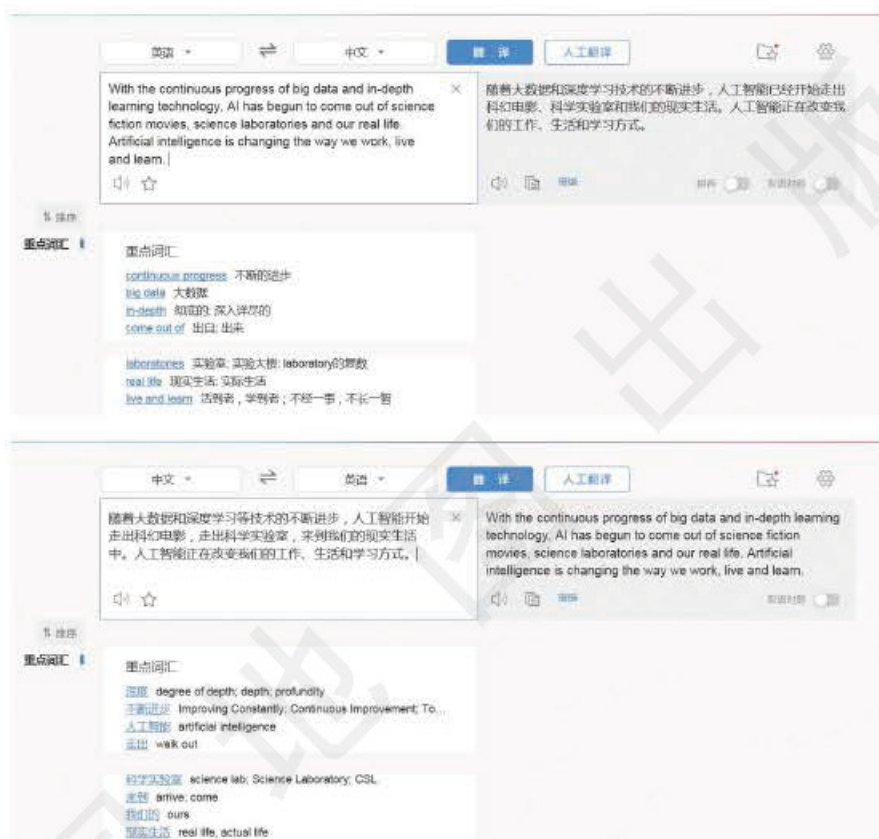 英语
中文
翻 译
人工翻译
With the continuous progress of big data and in-depth
learning technology, AI has begun to come out of science
fiction movies, science laboratories and our real life.
Artificial intelligence is changing the way we work, live
and learn.
随着大数据和深度学习技术的不断进步，人工智能已经开始走出
科幻电影、科学实验室和我们的现实生活。人工智能正在改变我
们的工作、生活和学习方式。
双语对照
排序
重点词汇
重点词汇
continuous progress 不断的进步
big data 大数据
in-depth 彻底的; 深入详尽的
come out of 出自; 出来
laboratories 实验室; 实验大楼; laboratory的复数
real life 现实生活; 实际生活
live and learn 活到老，学到老；不经一事，不长一智
中文
英语
翻 译
人工翻译
随着大数据和深度学习等技术的不断进步，人工智能开始
走出科幻电影，走出科学实验室，来到我们的现实生活
中。人工智能正在改变我们的工作、生活和学习方式。
With the continuous progress of big data and in-depth learning
technology, AI has begun to come out of science fiction
movies, science laboratories and our real life. Artificial
intelligence is changing the way we work, live and learn.
双语对照
排序
重点词汇
重点词汇
深度 degree of depth; depth; profundity
不断进步 Improving Constantly; Continuous Improvement; To...
人工智能 artificial intelligence
走出 walk out
科学实验室 science lab; Science Laboratory; CSL
来到 arrive; come
我们的 ours
现实生活 real life, actual life